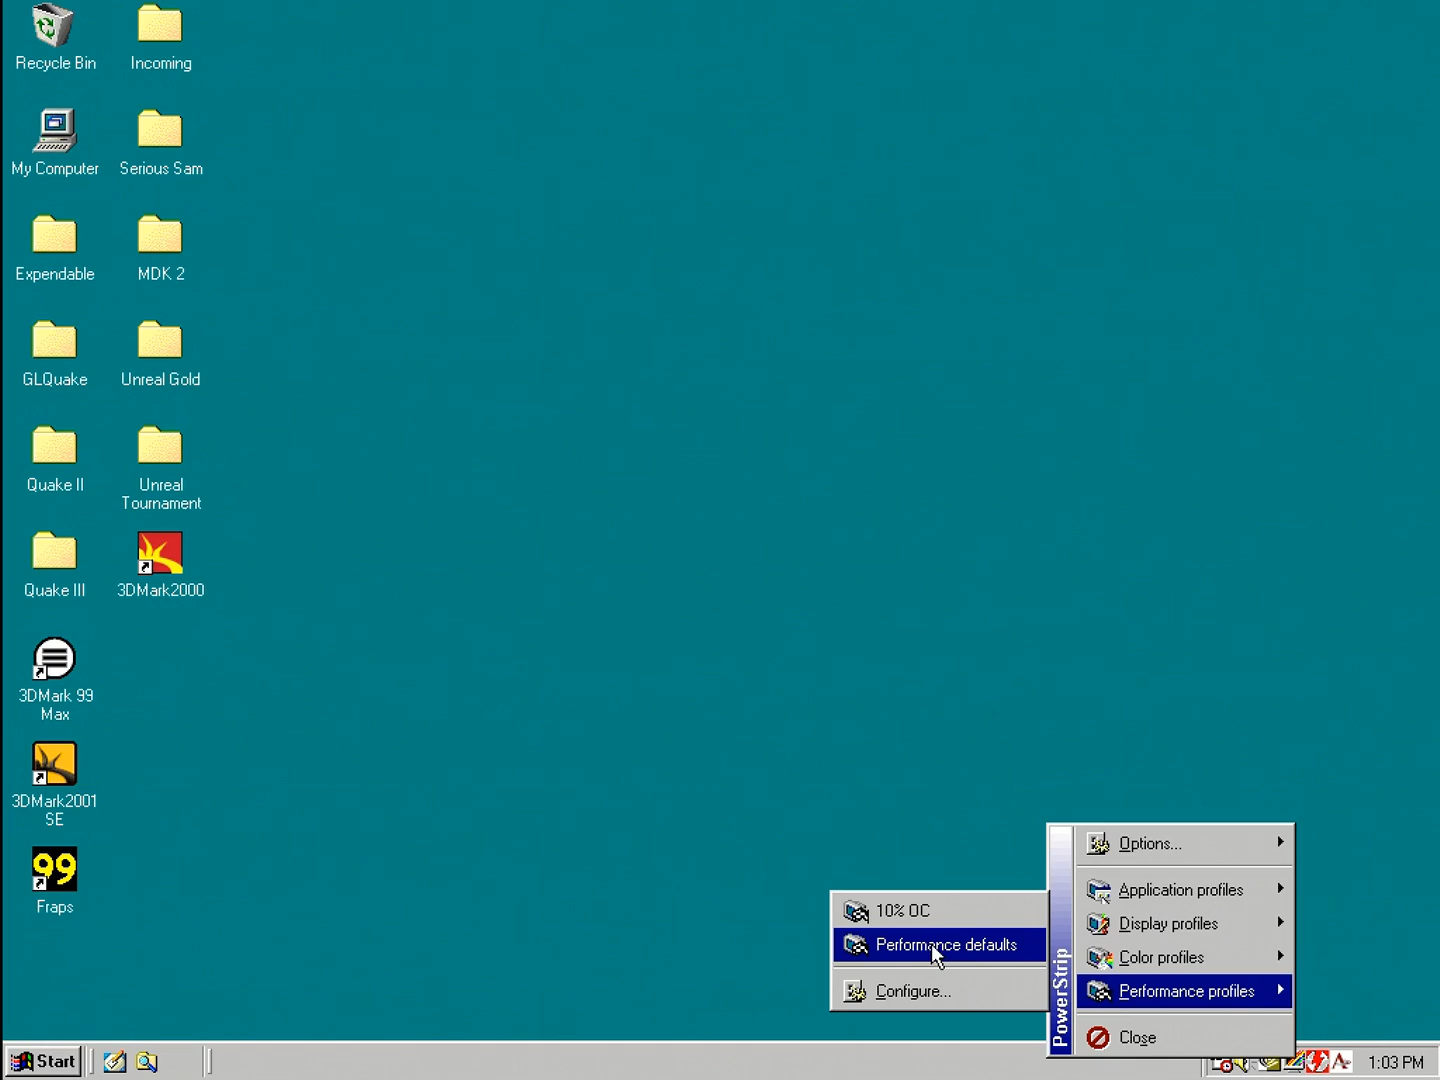 Recycle Bin
Incoming
My Computer
Serious Sam
Expendable
MDK 2
GLQuake
Unreal Gold
Quake II
Unreal
Tournament
Quake III
3DMark2000
3DMark 99
Max
3DMark2001
SE
99
Fraps
10% OC
Performance defaults
Configure...
PowerStrip
Options...
Application profiles
Display profiles
Color profiles
Performance profiles
Close
Start
1:03 PM